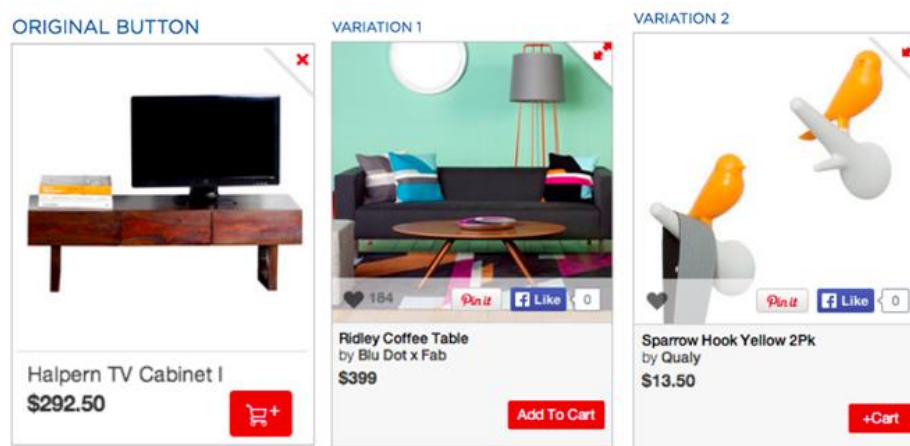 ORIGINAL BUTTON
Halpern TV Cabinet I
$292.50
VARIATION 1
184
Pin it
Like
0
Ridley Coffee Table
by Blu Dot x Fab
$399
Add To Cart
VARIATION 2
Pin it
Like
0
Sparrow Hook Yellow 2Pk
by Qualy
$13.50
+Cart